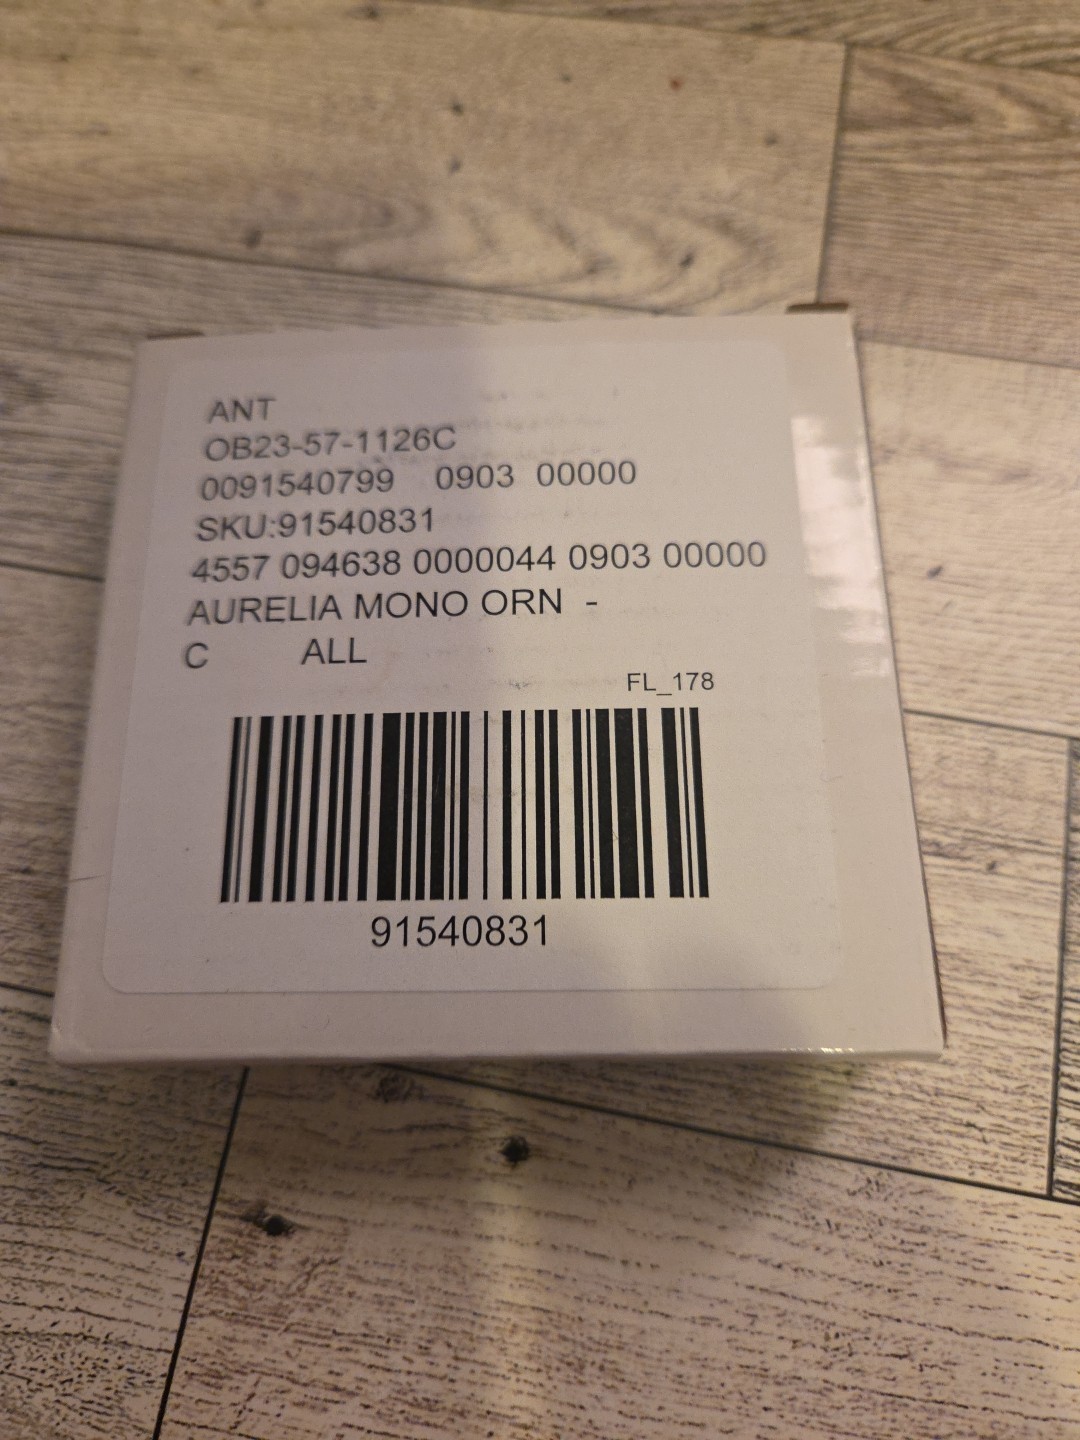 ANT
OB23-57-1126C
0091540799 0903 00000
SKU:91540831
4557 094638 0000044 0903 00000
AURELIA MONO ORN -
C ALL
FL_178
91540831